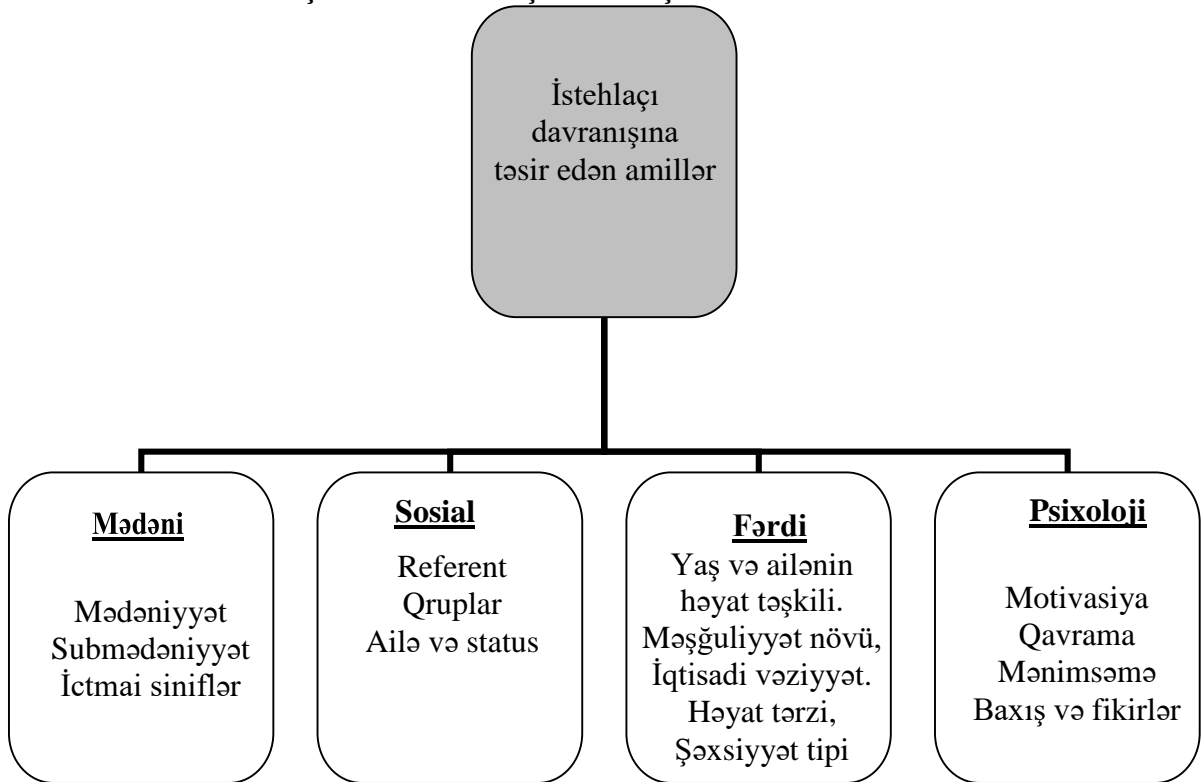 İstehlaçı
davranışına
təsir edən amillər
Mədəni
Mədəniyyət
Submədəniyyət
İctmai siniflər
Sosial
Referent
Qruplar
Ailə və status
Fərdi
Yaş və ailənin
həyat təşkili.
Məşğuliyyət növü,
İqtisadi vəziyyət.
Həyat tərzi,
Şəxsiyyət tipi
Psixoloji
Motivasiya
Qavrama
Mənimsəmə
Baxış və fikirlər